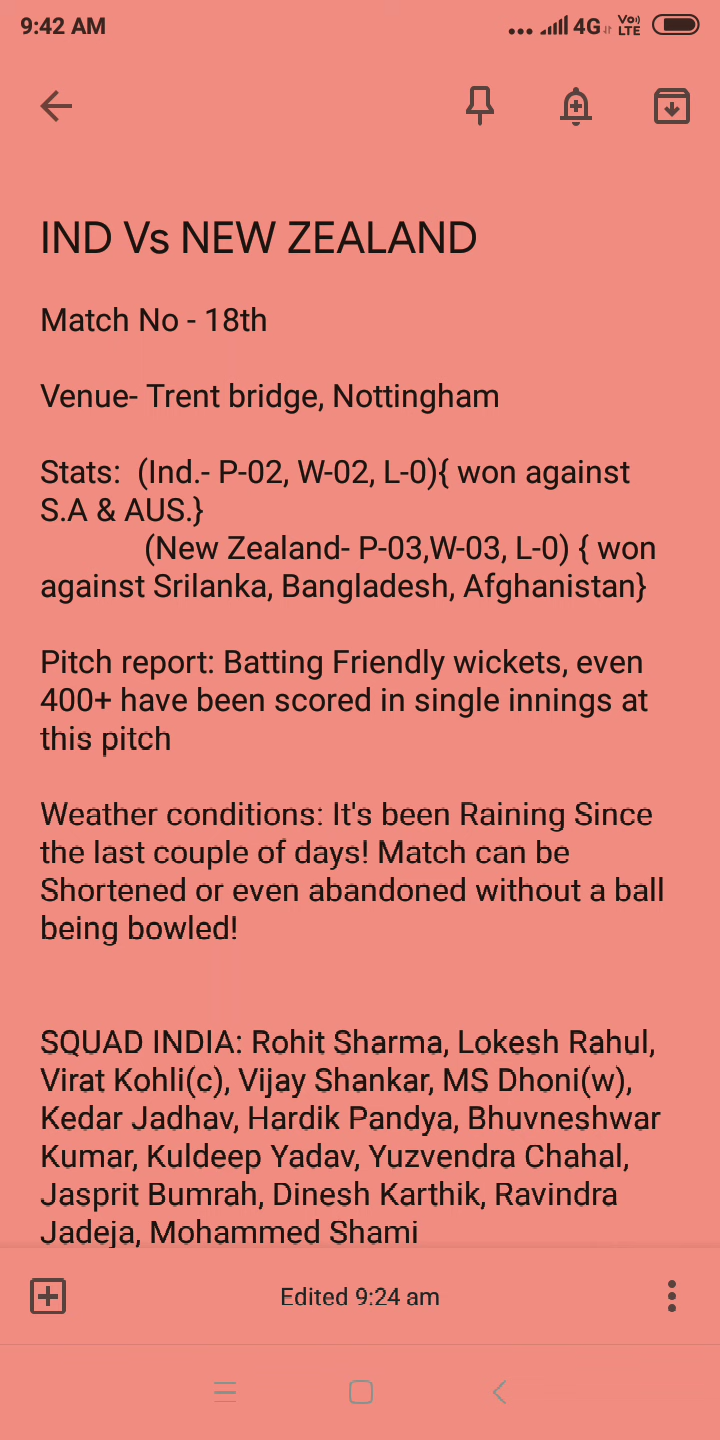 9:42 AM
4G
Vo)) LTE
IND Vs NEW ZEALAND
Match No - 18th
Venue- Trent bridge, Nottingham
Stats:  (Ind.- P-02, W-02, L-0){ won against
S.A & AUS.}
(New Zealand- P-03,W-03, L-0) { won
against Srilanka, Bangladesh, Afghanistan}
Pitch report: Batting Friendly wickets, even
400+ have been scored in single innings at
this pitch
Weather conditions: It's been Raining Since
the last couple of days! Match can be
Shortened or even abandoned without a ball
being bowled!
SQUAD INDIA: Rohit Sharma, Lokesh Rahul,
Virat Kohli(c), Vijay Shankar, MS Dhoni(w),
Kedar Jadhav, Hardik Pandya, Bhuvneshwar
Kumar, Kuldeep Yadav, Yuzvendra Chahal,
Jasprit Bumrah, Dinesh Karthik, Ravindra
Jadeja, Mohammed Shami
Edited 9:24 am